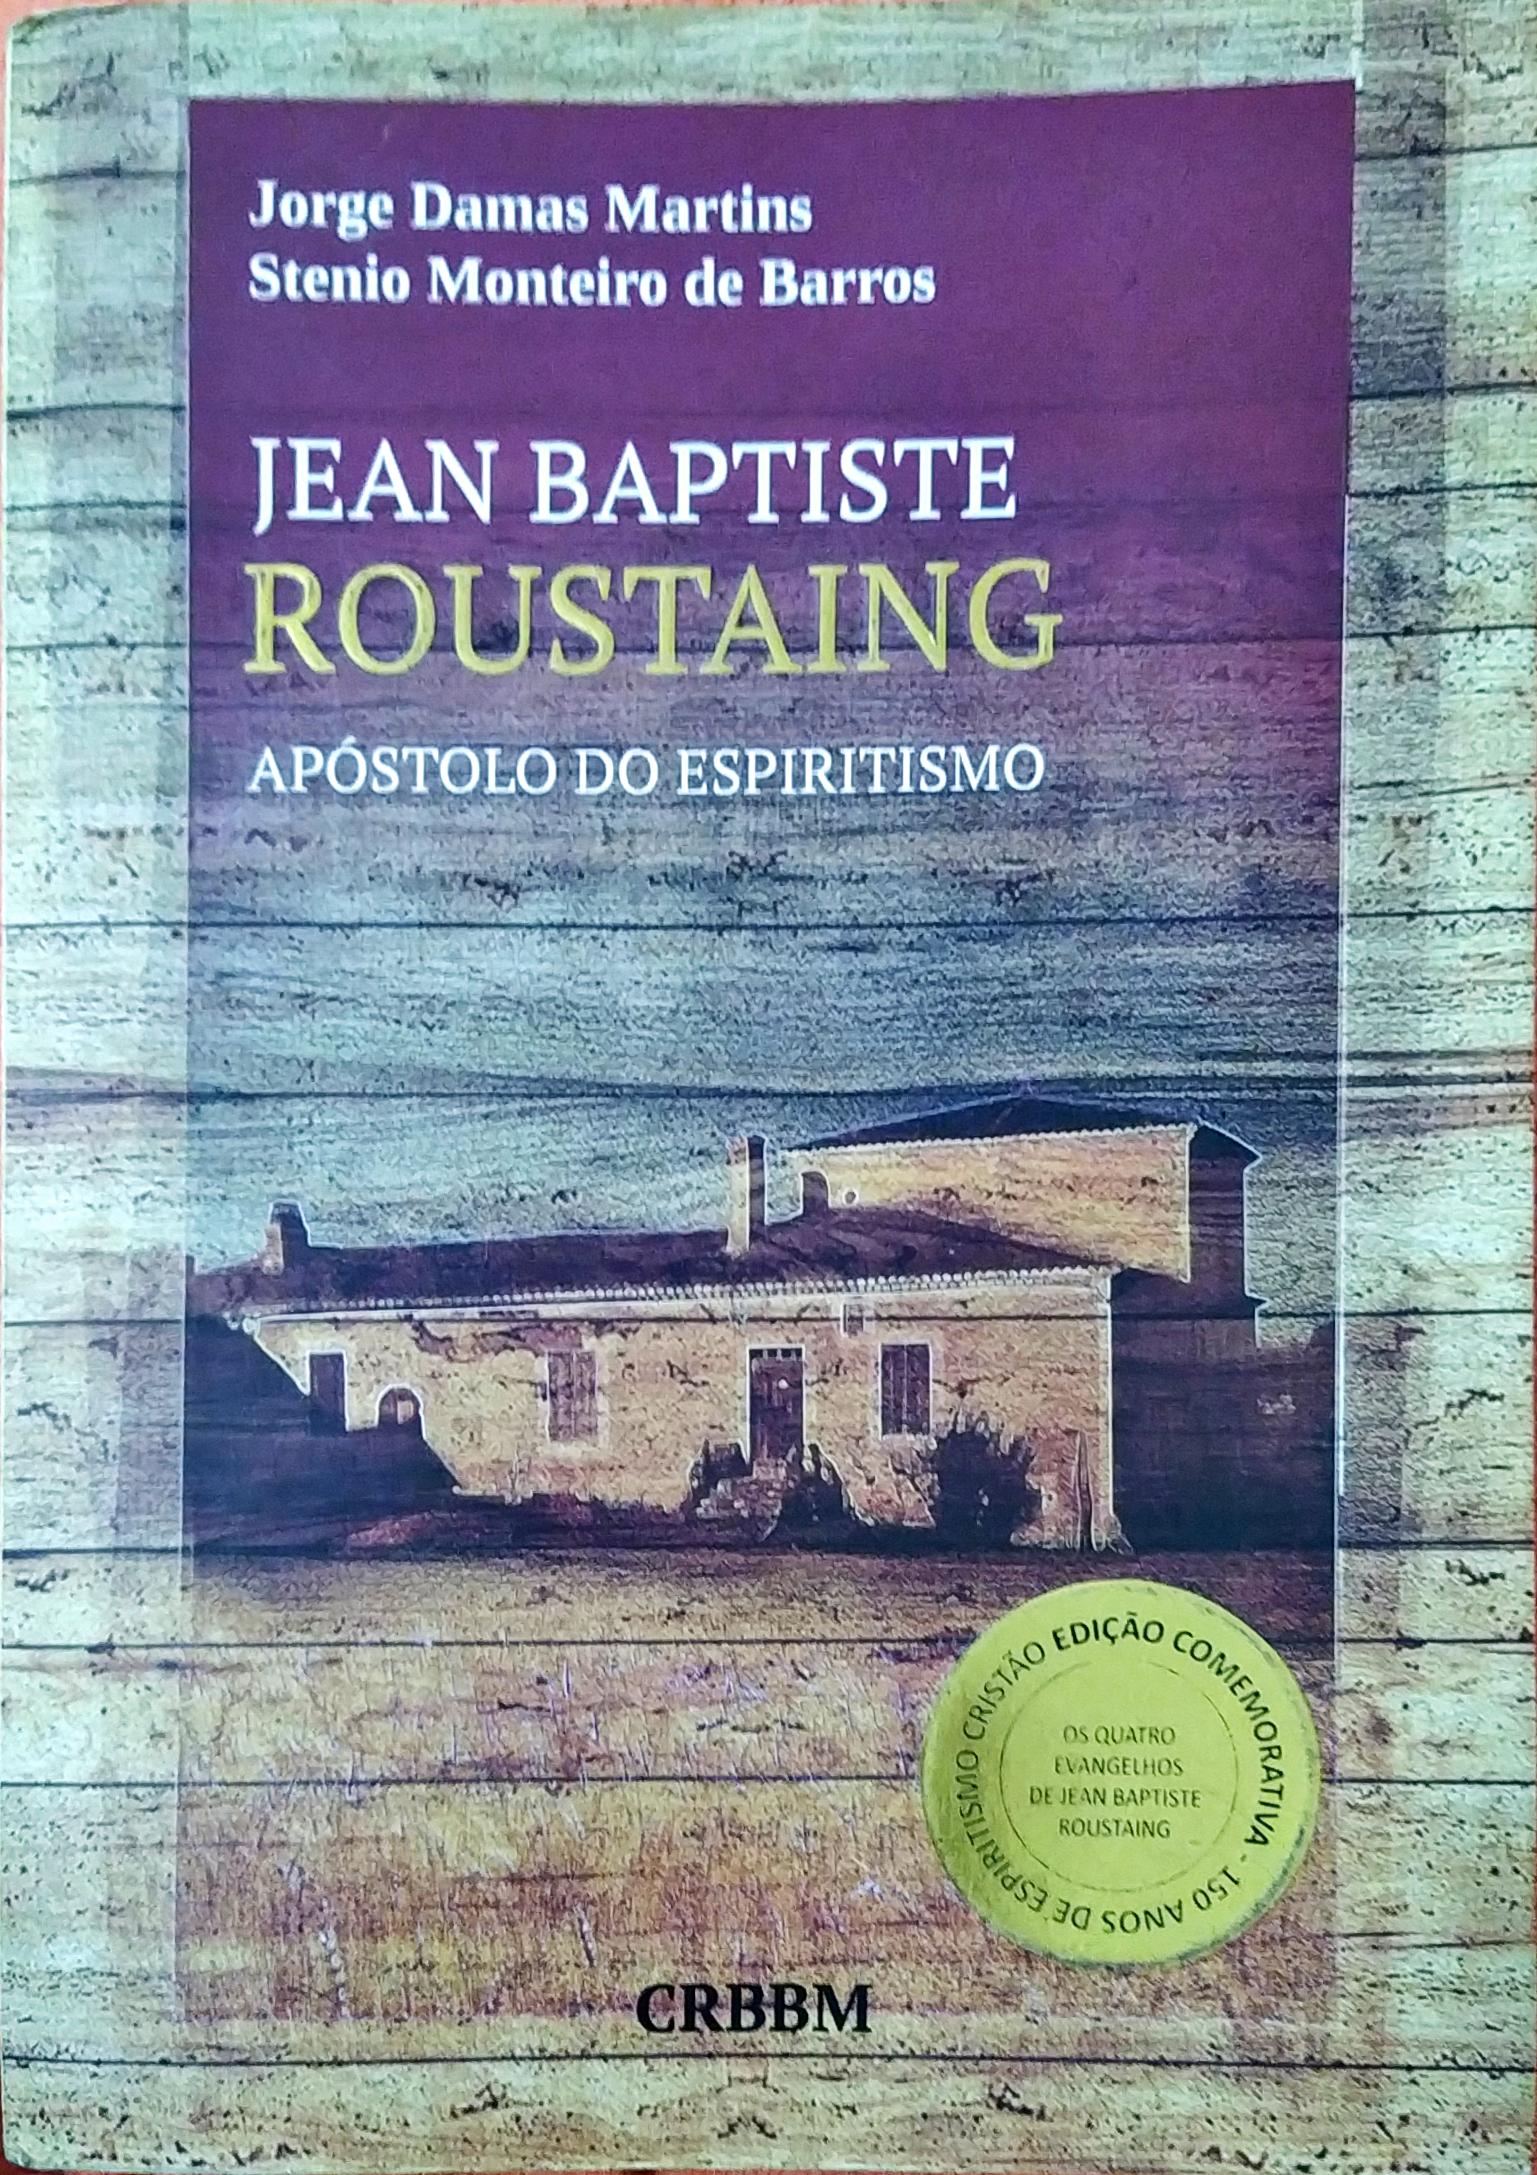 Jorge Damas Martins
Stenio Monteiro de Barros
JEAN BAPTISTE
ROUSTAING
APÓSTOLO DO ESPIRITISMO
EDIÇÃO COMEMORATIVA - 150 ANOS DE ESPIRITISMO CRISTÃO
OS QUATRO
EVANGELHOS
DE JEAN BAPTISTE
ROUSTAING
CRBBM